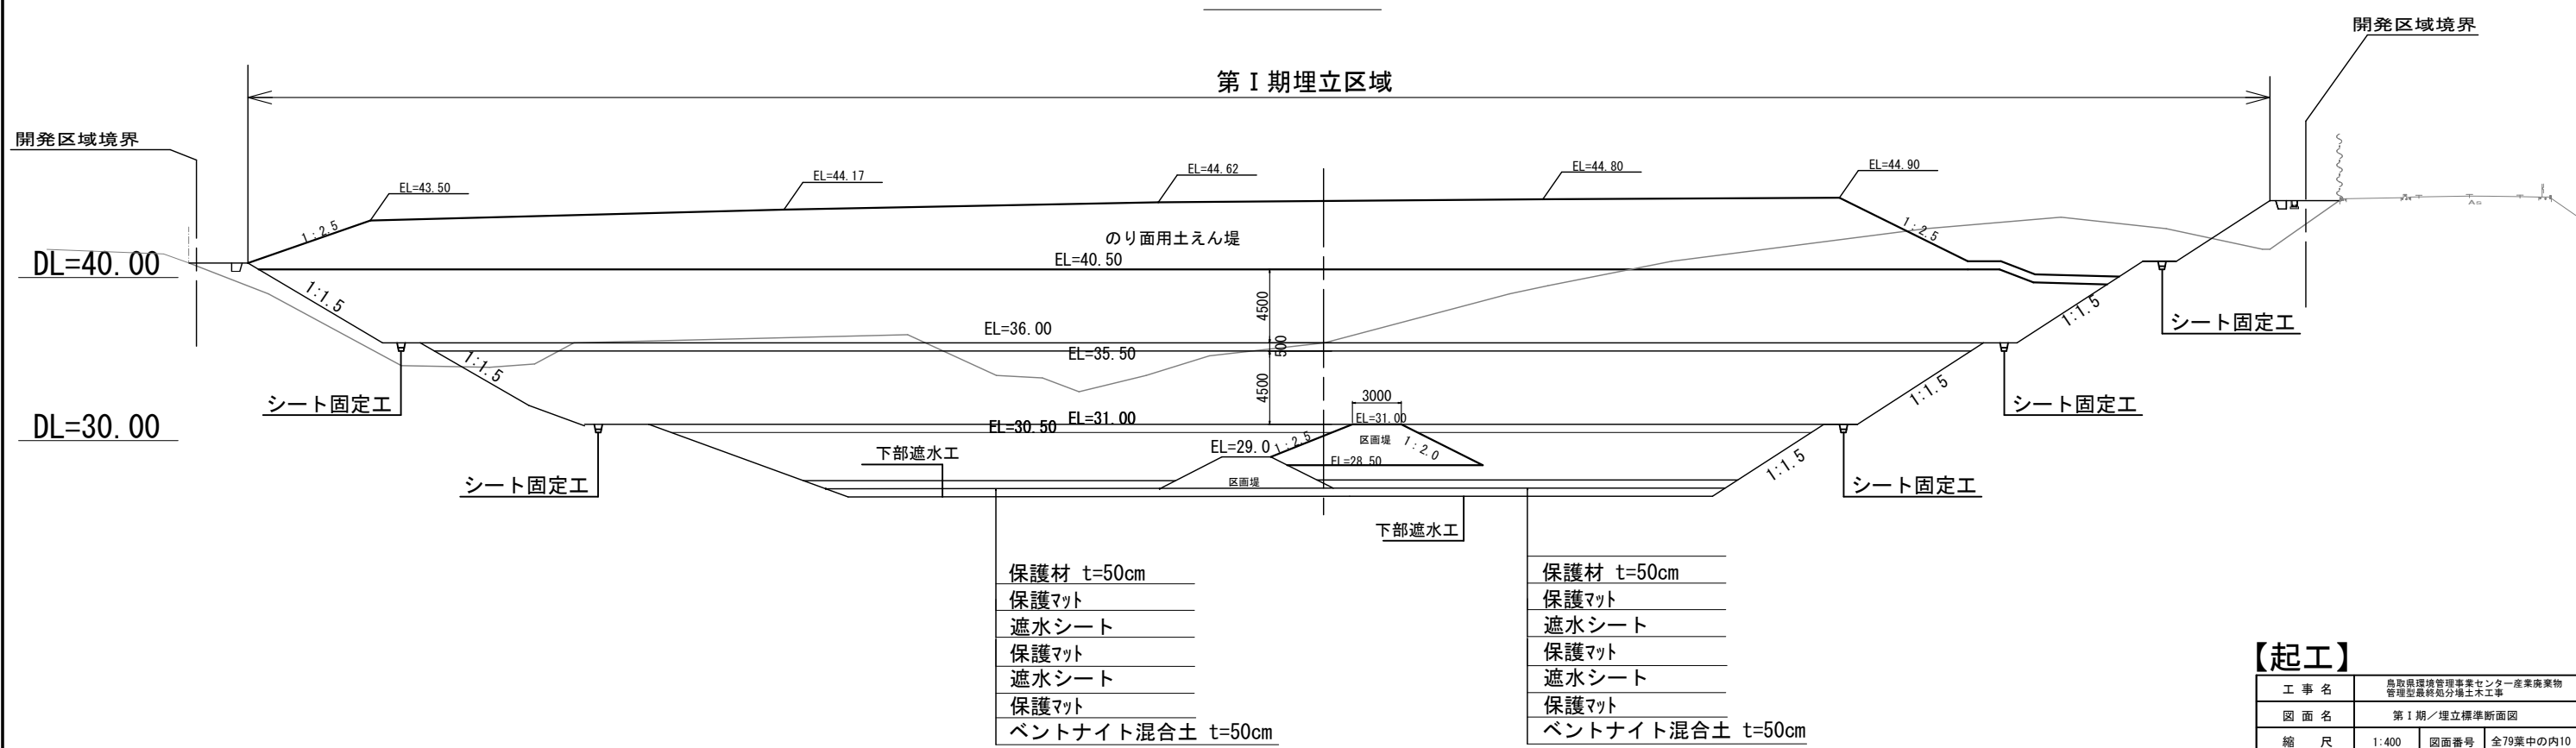 開発区域境界
第Ⅰ期埋立区域
開発区域境界
EL=43.50
EL=44.17
EL=44.62
EL=44.80
EL=44.90
1:2.5
1:2.5
のり面用土えん堤
DL=40.00
EL=40.50
1:1.5
4500
1:1.5
シート固定工
EL=36.00
500
EL=35.50
1:1.5
4500
1:1.5
シート固定工
3000
シート固定工
DL=30.00
EL=31.00
EL=31.00
EL=30.50
区画堤
1:2.5
1:2.0
EL=29.0
下部遮水工
EL=28.50
1:1.5
区画堤
シート固定工
シート固定工
下部遮水工
保護材 t=50cm
保護マット
遮水シート
保護マット
遮水シート
保護マット
ベントナイト混合土 t=50cm
保護材 t=50cm
保護マット
遮水シート
保護マット
遮水シート
保護マット
ベントナイト混合土 t=50cm
【起工】
工事名 鳥取県環境管理事業センター産業廃棄物
管理型最終処分場土木工事
図面名 第Ⅰ期／埋立標準断面図
縮尺 1:400 図面番号 全79葉中の内10